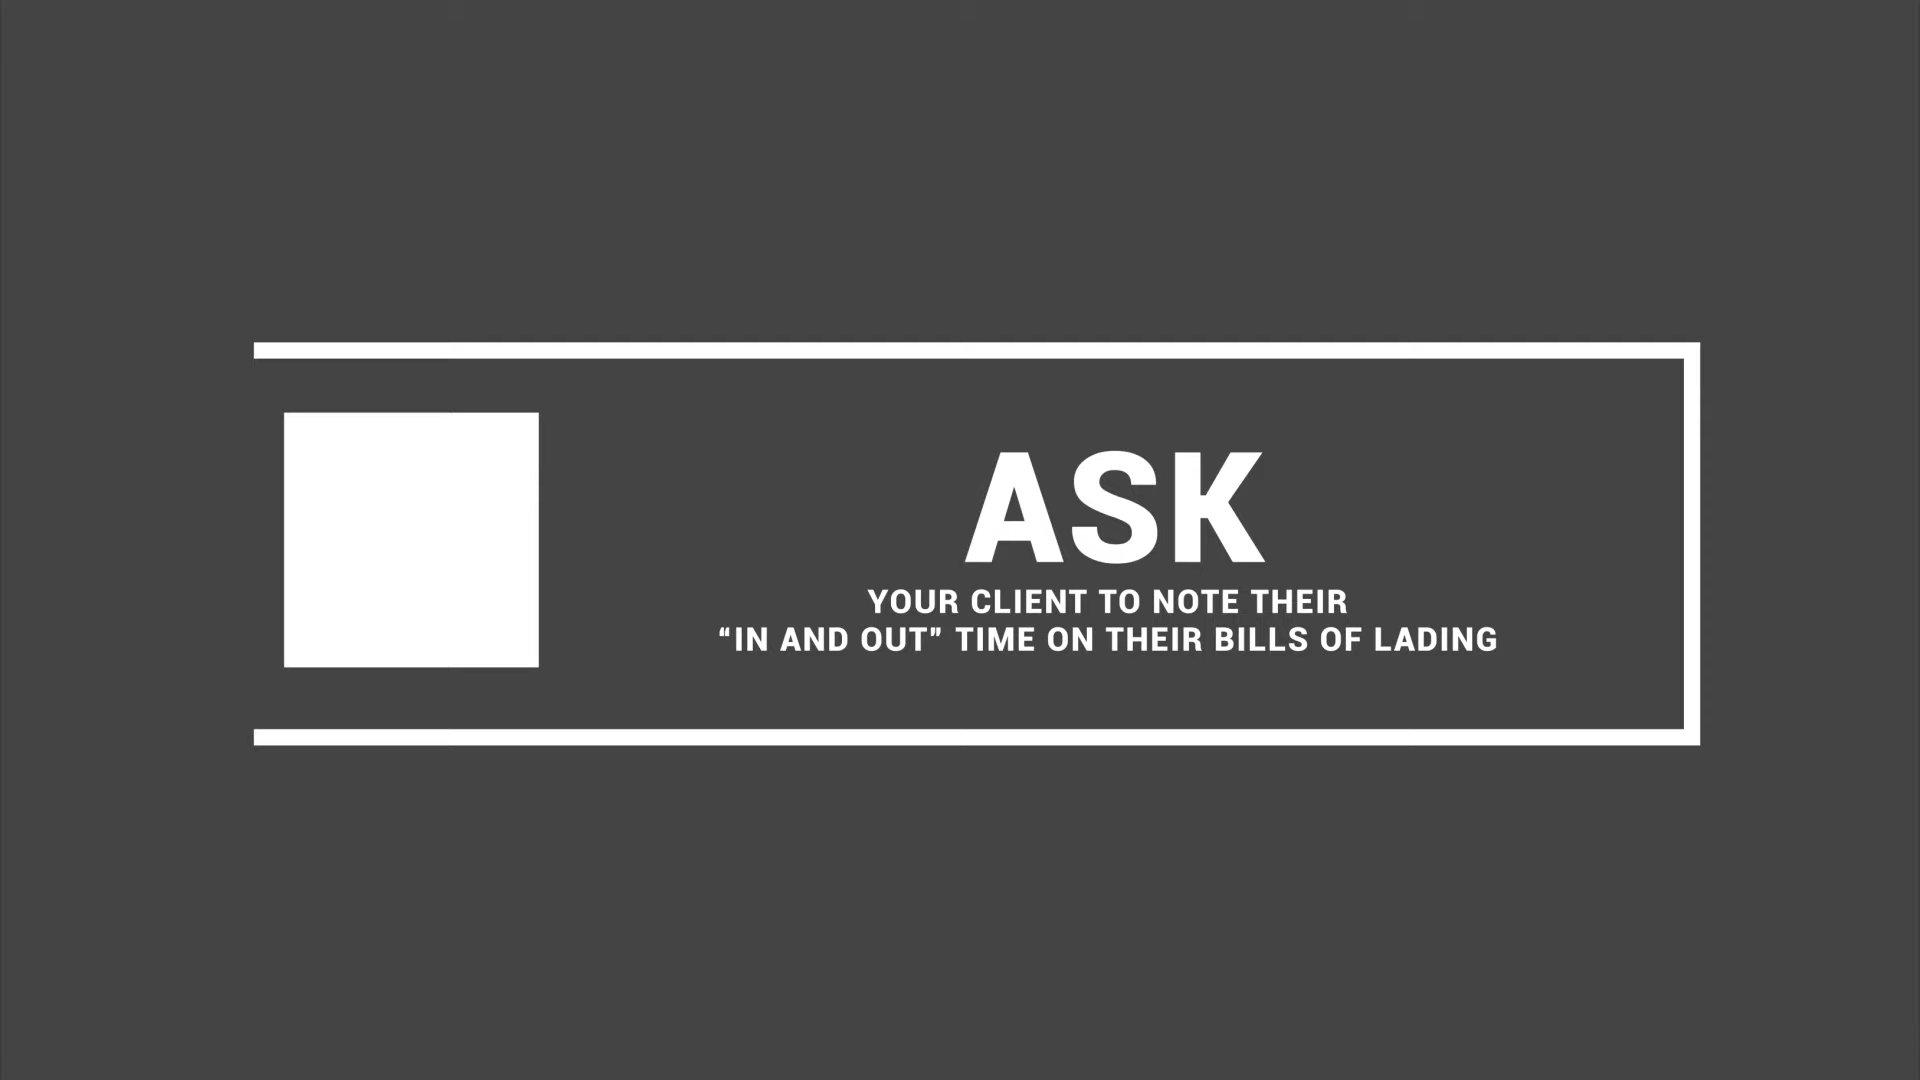 ASK
YOUR CLIENT TO NOTE THEIR
“IN AND OUT” TIME ON THEIR BILLS OF LADING